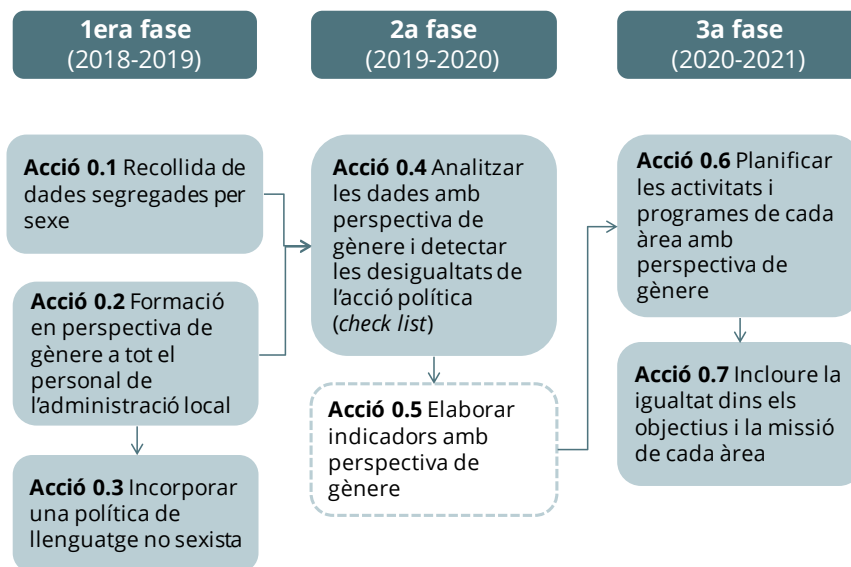 1era fase
(2018-2019)
2a fase
(2019-2020)
3a fase
(2020-2021)
Acció 0.1 Recollida de
dades segregades per
sexe
Acció 0.2 Formació
en perspectiva de
gènere a tot el
personal de
l'administració local
Acció 0.3 Incorporar
una política de
llenguatge no sexista
Acció 0.4 Analitzar
les dades amb
perspectiva de
gènere i detectar
les desigualtats de
l'acció política
(check list)
Acció 0.5 Elaborar
indicadors amb
perspectiva de
gènere
Acció 0.6 Planificar
les activitats i
programes de cada
àrea amb
perspectiva de
gènere
Acció 0.7 Incloure la
igualtat dins els
objectius i la missió
de cada àrea